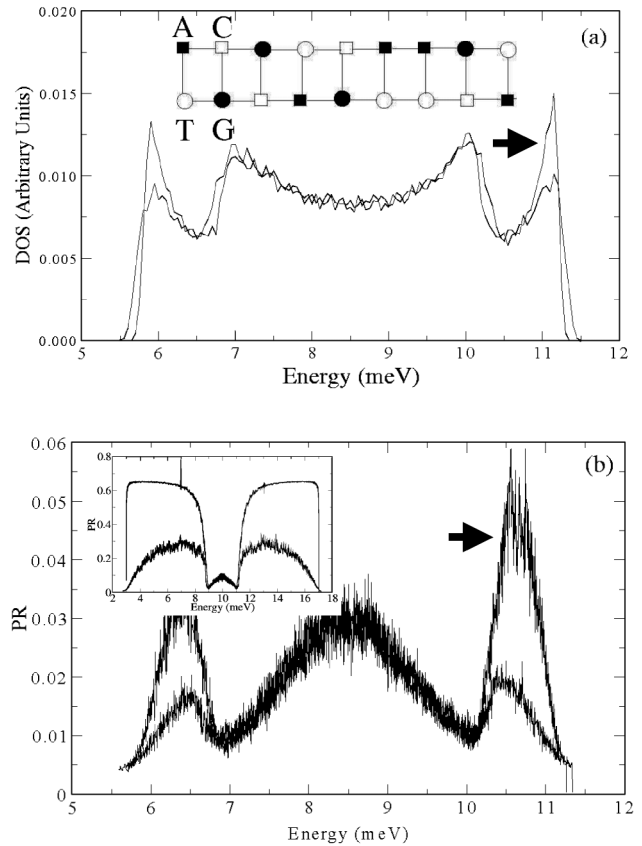 A C
(a)
T G
0.020
0.015
0.010
0.005
0.000
DOS (Arbitrary Units)
5 6 7 8 9 10 11 12
Energy (meV)
(b)
0.06
0.05
0.04
0.03
0.02
0.01
0
PR
0.8
0.6
0.4
0.2
0
PR
2 4 6 8 10 12 14 16 18
Energy (meV)
5 6 7 8 9 10 11 12
Energy (meV)